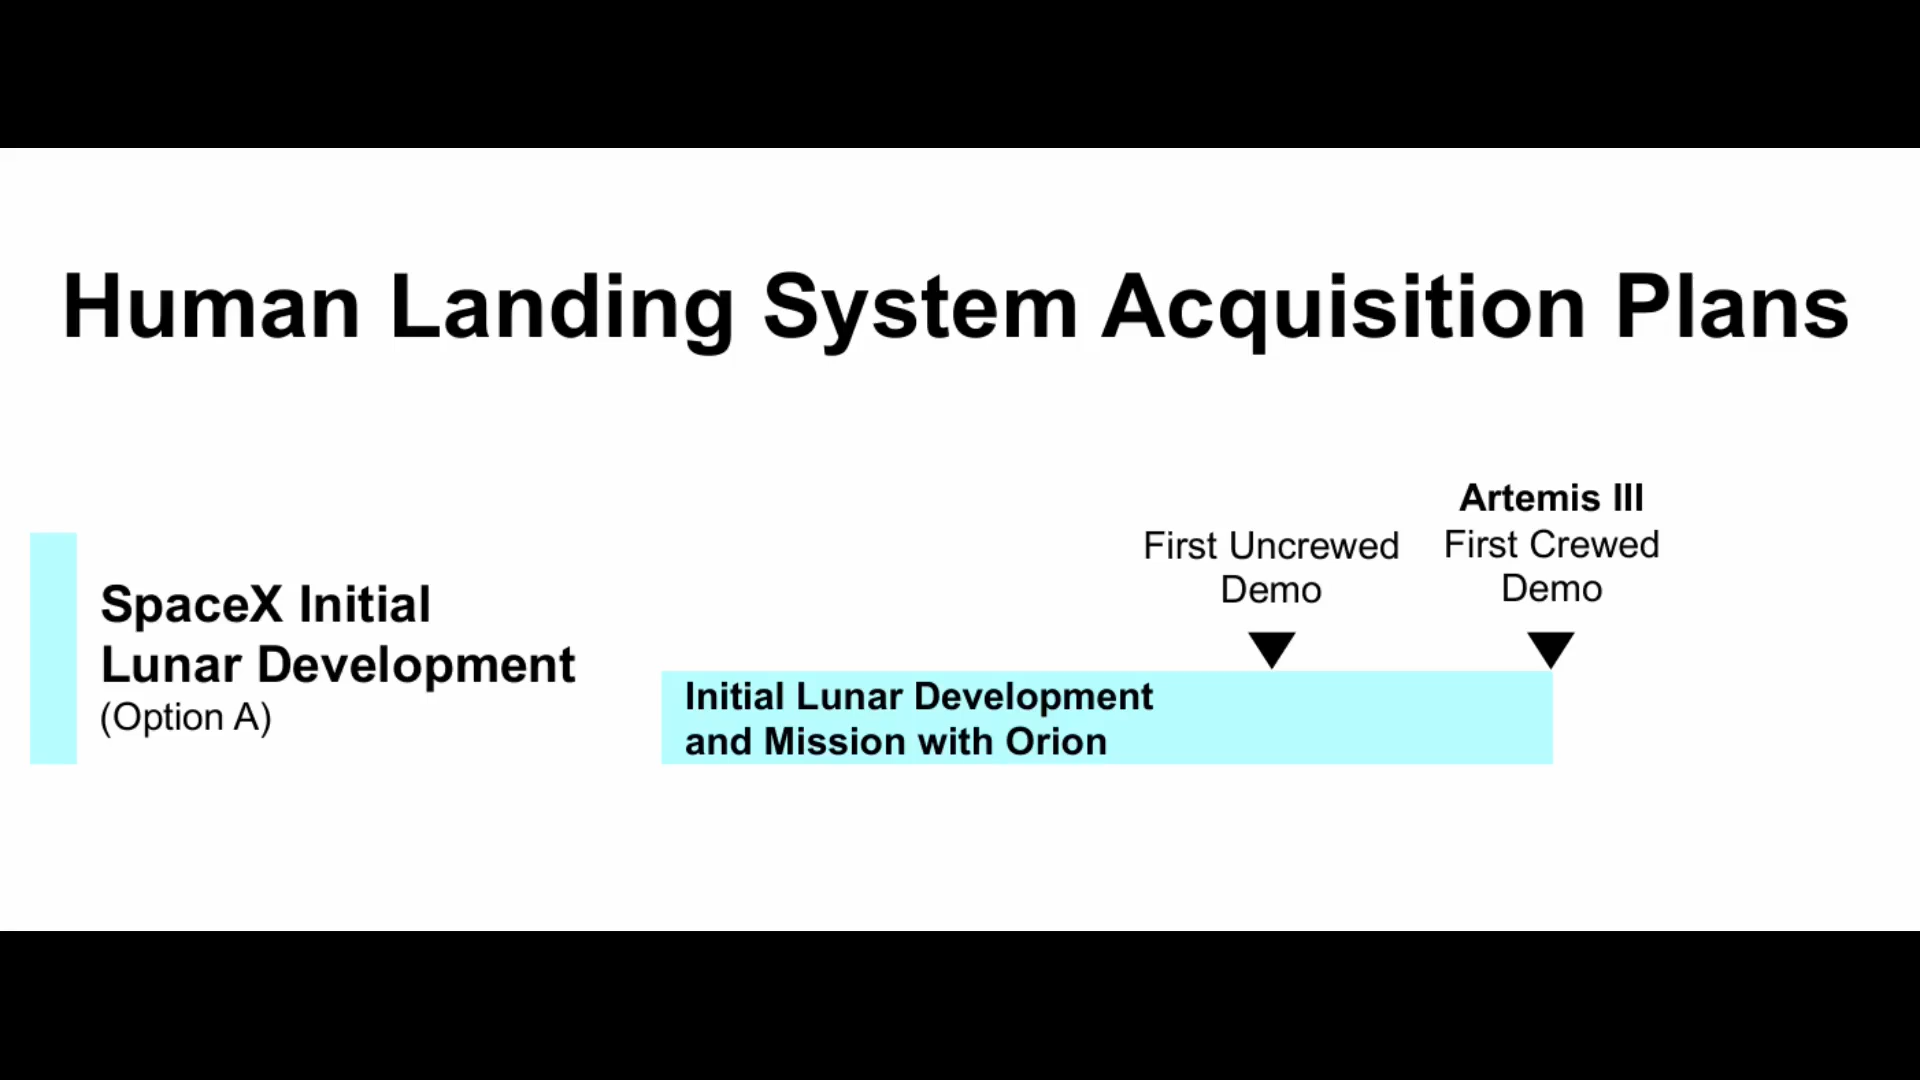 Human Landing System Acquisition Plans
SpaceX Initial
Lunar Development
(Option A)
First Uncrewed
Demo
Artemis III
First Crewed
Demo
Initial Lunar Development
and Mission with Orion